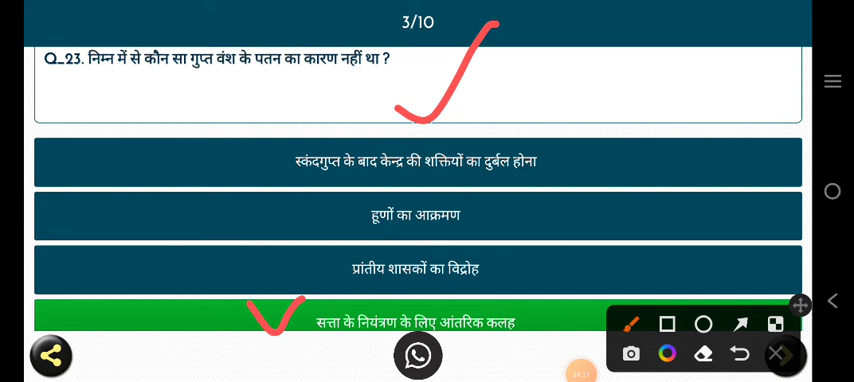 3/10
Q_23. निम्न में से कौन सा गुप्त वंश के पतन का कारण नहीं था ?
स्कंदगुप्त के बाद केन्द्र की शक्तियों का दुर्बल होना
हूणों का आक्रमण
प्रांतीय शासकों का विद्रोह
सत्ता के नियंत्रण के लिए आंतरिक कलह